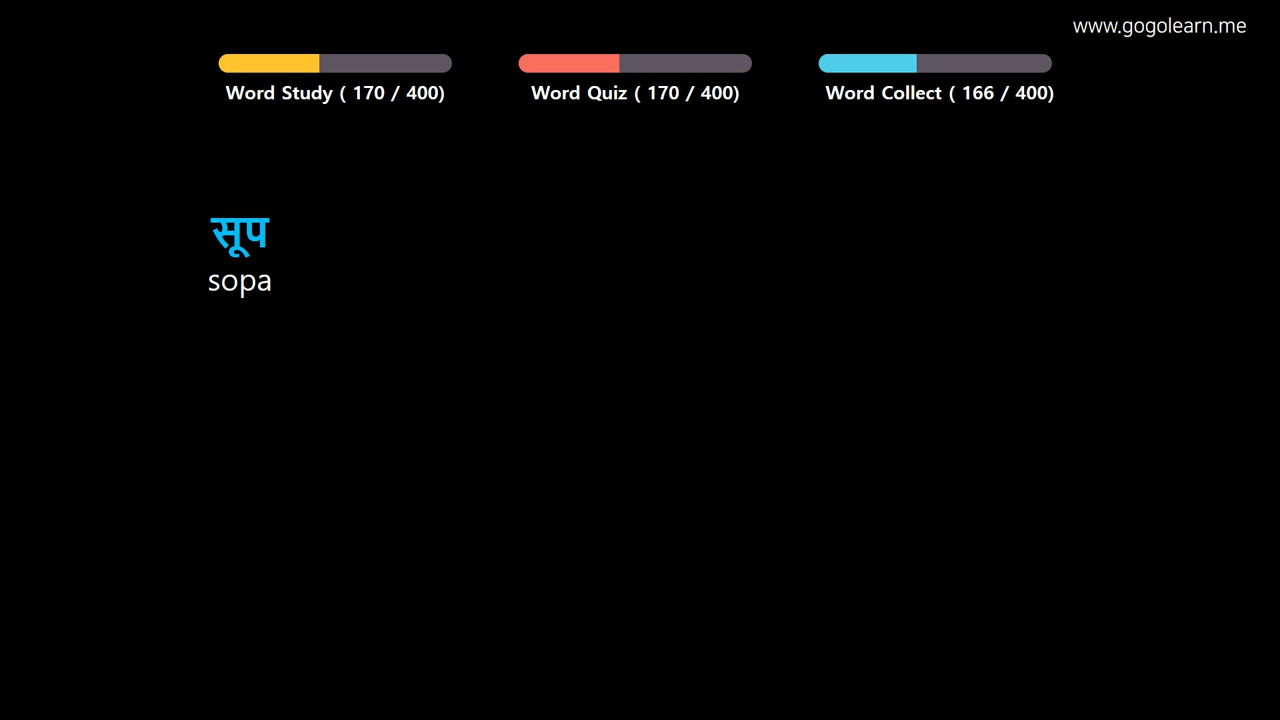 www.gogolearn.me
Word Study ( 170 / 400)
Word Quiz ( 170 / 400)
Word Collect ( 166 / 400)
सूप
sopa